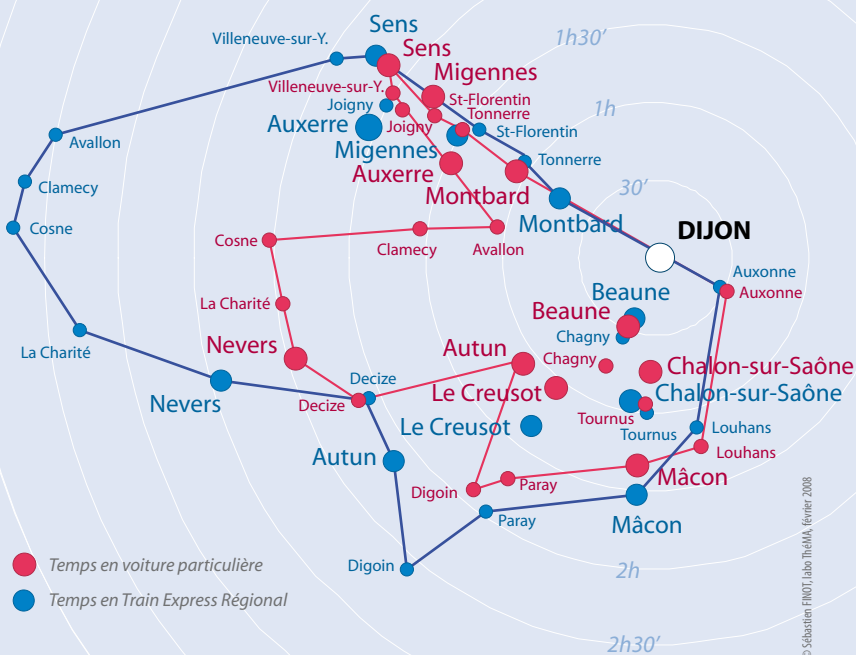 Sens
1h30’
Villeneuve-sur-Y.
Sens
Migennes
Villeneuve-sur-Y.
St-Florentin
Joigny
Tonnerre
1h
Auxerre
Joigny
St-Florentin
Avallon
Migennes
Tonnerre
Auxerre
Clamecy
Montbard
30’
Montbard
DIJON
Cosne
Cosne
Clamecy
Avallon
Auxonne
Beaune
Auxonne
La Charité
Beaune
Chagny
Nevers
Autun
La Charité
Chagny
Chalon-sur-Saône
Decize
Le Creusot
Chalon-sur-Saône
Nevers
Decize
Tournus
Le Creusot
Tournus
Louhans
Autun
Louhans
Mâcon
Digoin
Paray
Paray
Mâcon
Temps en voiture particulière
Digoin
2h
Temps en Train Express Régional
2h30’
© Sébastien FINOT, labo ThéMA, février 2008